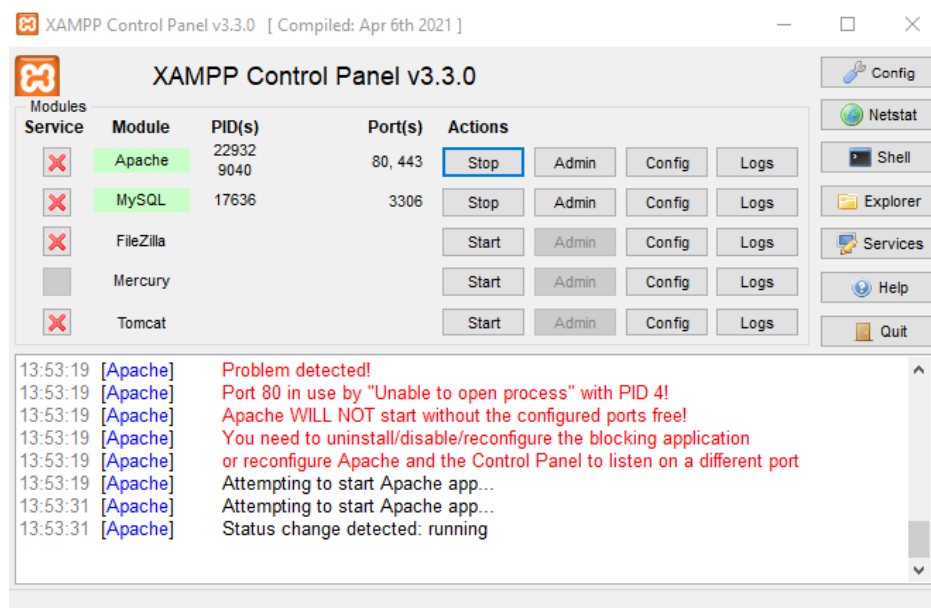 XAMPP Control Panel v3.3.0 [ Compiled: Apr 6th 2021 ]
XAMPP Control Panel v3.3.0
Config
Modules
Service Module PID(s) Port(s) Actions
Netstat
Apache 22932 9040 80, 443 Stop Admin Config Logs
Shell
MySQL 17636 3306 Stop Admin Config Logs
Explorer
FileZilla Start Admin Config Logs
Services
Mercury Start Admin Config Logs
Help
Tomcat Start Admin Config Logs
Quit
13:53:19 [Apache] Problem detected!
13:53:19 [Apache] Port 80 in use by "Unable to open process" with PID 4!
13:53:19 [Apache] Apache WILL NOT start without the configured ports free!
13:53:19 [Apache] You need to uninstall/disable/reconfigure the blocking application
13:53:19 [Apache] or reconfigure Apache and the Control Panel to listen on a different port
13:53:19 [Apache] Attempting to start Apache app...
13:53:31 [Apache] Attempting to start Apache app...
13:53:31 [Apache] Status change detected: running